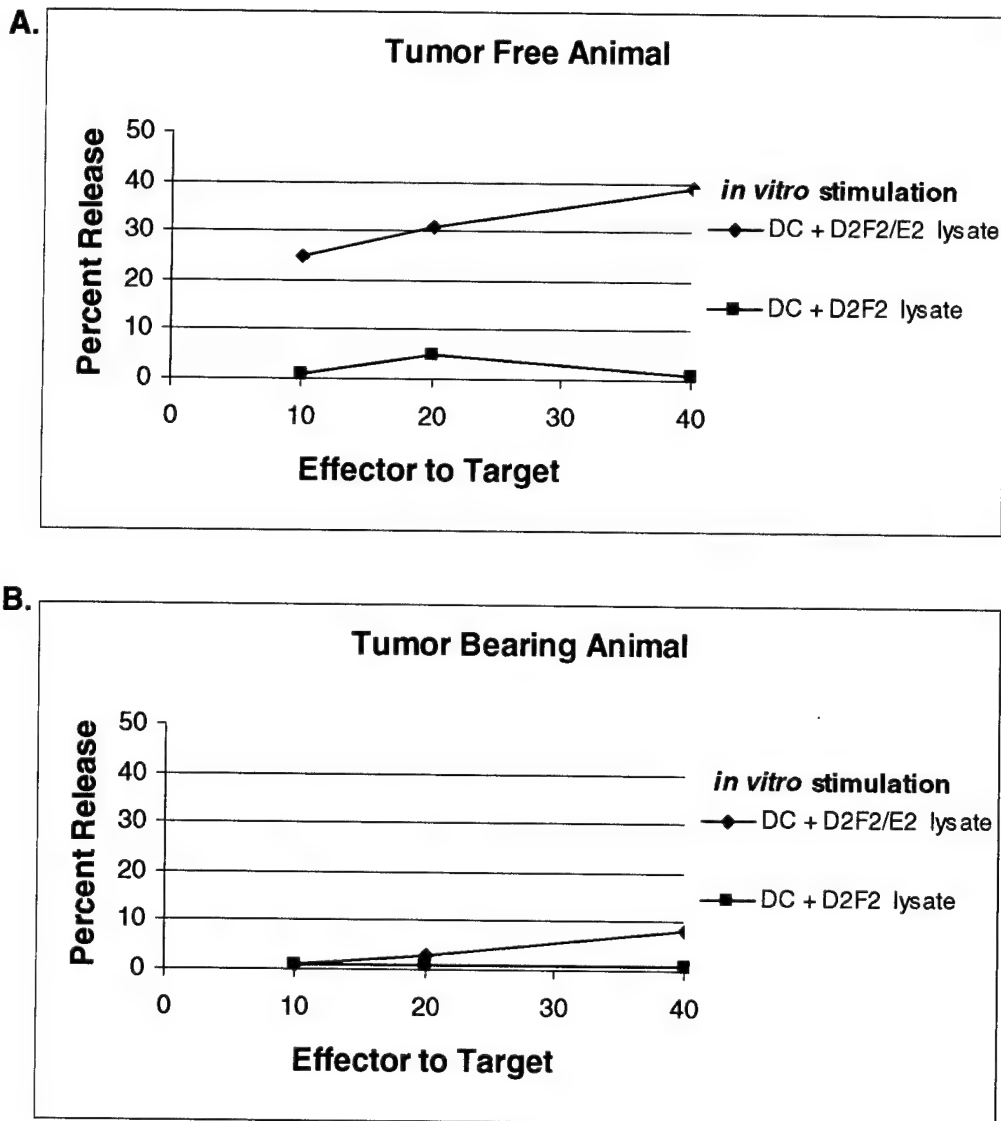 A.
Tumor Free Animal
Percent Release
50
40
30
20
10
0
0 10 20 30 40
Effector to Target
in vitro stimulation
DC + D2F2/E2 lysate
DC + D2F2 lysate
B.
Tumor Bearing Animal
Percent Release
50
40
30
20
10
0
0 10 20 30 40
Effector to Target
in vitro stimulation
DC + D2F2/E2 lysate
DC + D2F2 lysate